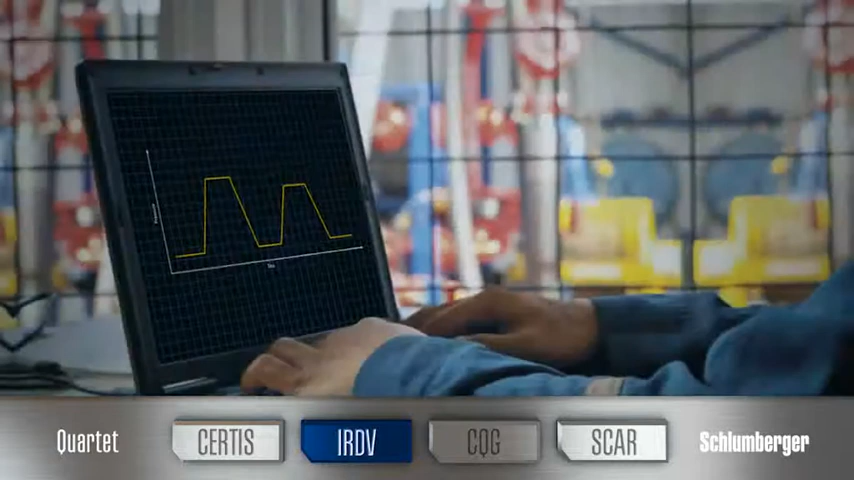 Quartet
CERTIS
IRDV
CQG
SCAR
Schlumberger